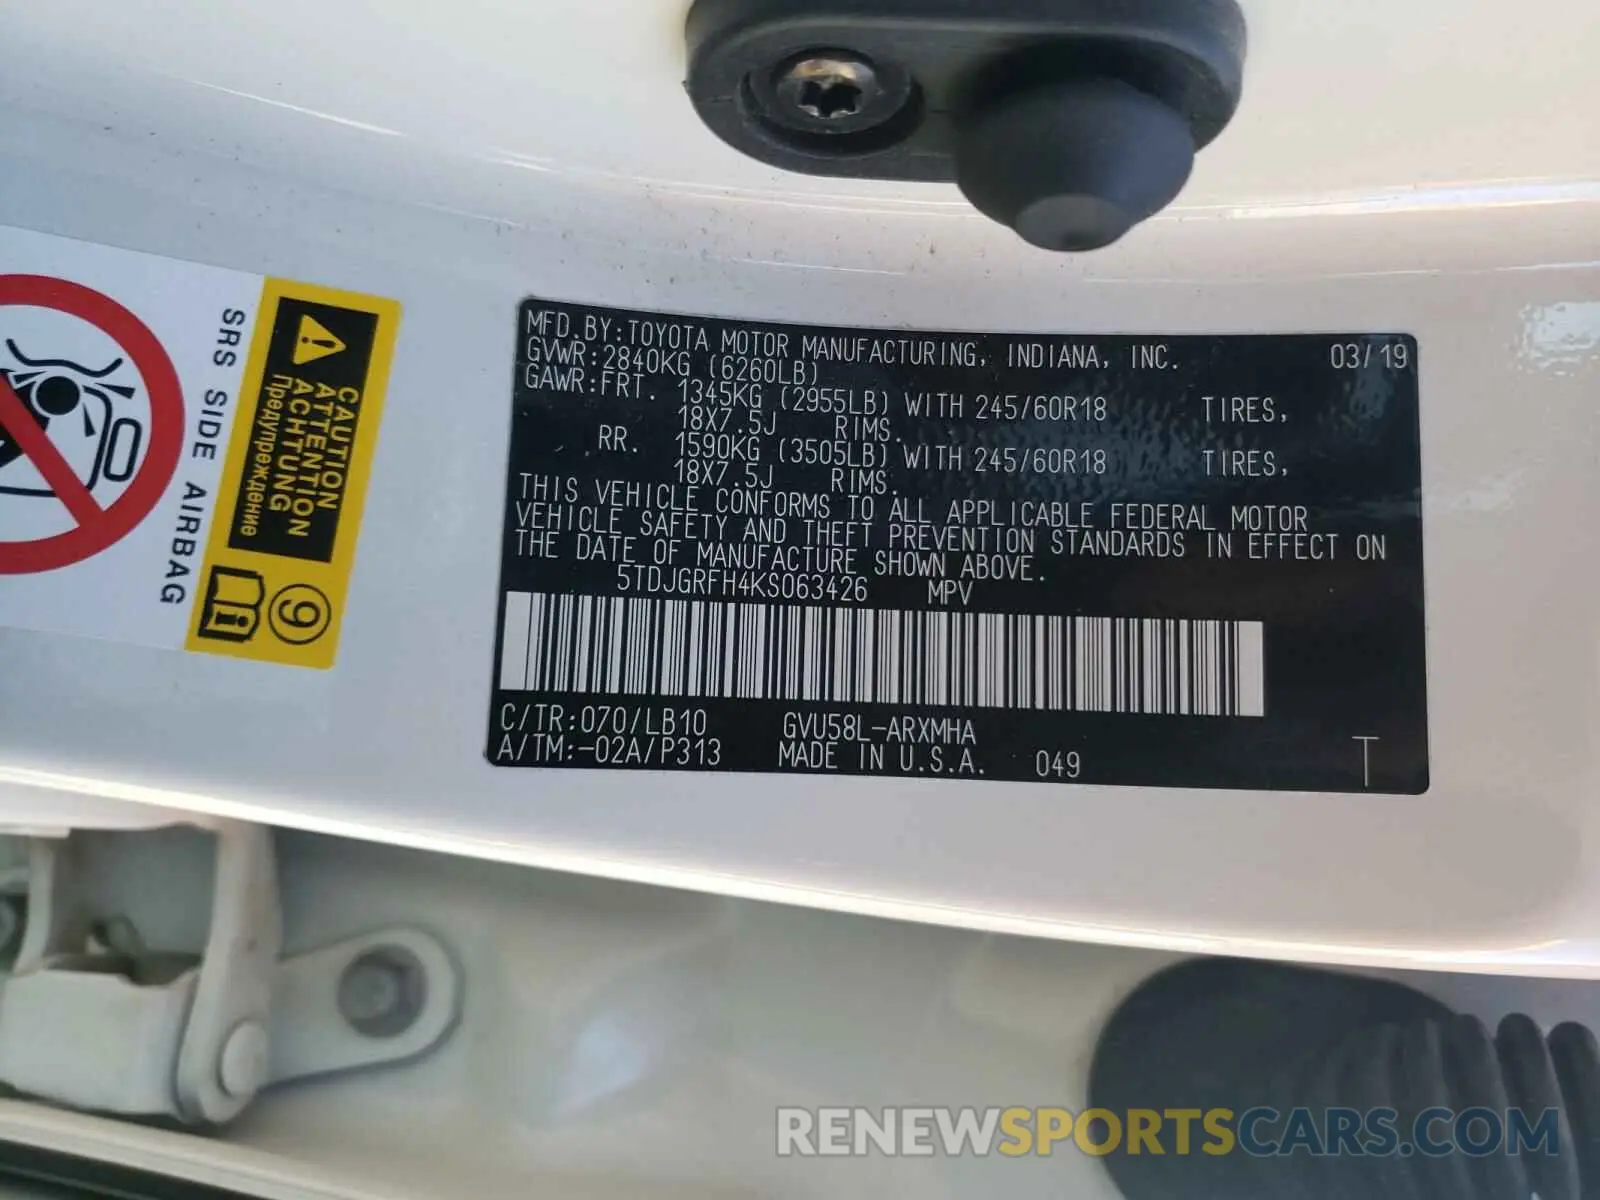 MFD.BY:TOYOTA MOTOR MANUFACTURING, INDIANA, INC. 03/19
GVWR:2840KG (6260LB)
GAWR:FRT. 1345KG (2955LB) WITH 245/60R18 TIRES,
18X7.5J RIMS.
RR. 1590KG (3505LB) WITH 245/60R18 TIRES,
18X7.5J RIMS.
THIS VEHICLE CONFORMS TO ALL APPLICABLE FEDERAL MOTOR
VEHICLE SAFETY AND THEFT PREVENTION STANDARDS IN EFFECT ON
THE DATE OF MANUFACTURE SHOWN ABOVE.
5TDJGRFH4KS063426 MPV
C/TR:070/LB10 GVU58L-ARXMHA
A/TM:-02A/P313 MADE IN U.S.A. 049 T
SRS SIDE AIRBAG
CAUTION
ATTENTION
ACHTUNG
Предупреждение
9
i
RENEWSPORTSCARS.COM